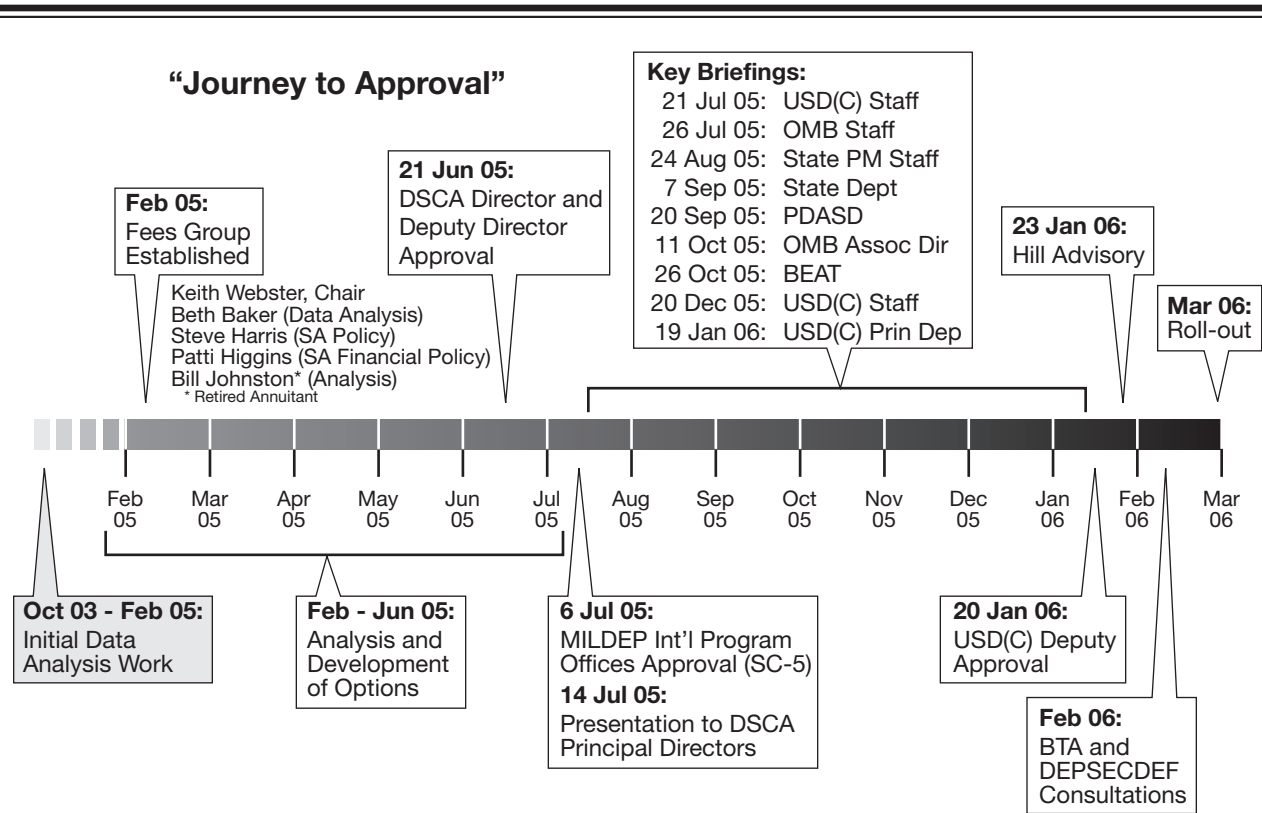 “Journey to Approval”
Feb 05:
Fees Group
Established
Keith Webster, Chair
Beth Baker (Data Analysis)
Steve Harris (SA Policy)
Patti Higgins (SA Financial Policy)
Bill Johnston* (Analysis)
* Retired Annuitant
21 Jun 05:
DSCA Director and
Deputy Director
Approval
Key Briefings:
21 Jul 05: USD(C) Staff
26 Jul 05: OMB Staff
24 Aug 05: State PM Staff
7 Sep 05: State Dept
20 Sep 05: PDASD
11 Oct 05: OMB Assoc Dir
26 Oct 05: BEAT
20 Dec 05: USD(C) Staff
19 Jan 06: USD(C) Prin Dep
23 Jan 06:
Hill Advisory
Mar 06:
Roll-out
Feb Mar Apr May Jun Jul Aug Sep Oct Nov Dec Jan Feb Mar
05 05 05 05 05 05 05 05 05 05 05 06 06 06
Oct 03 - Feb 05:
Initial Data
Analysis Work
Feb - Jun 05:
Analysis and
Development
of Options
6 Jul 05:
MILDEP Int’l Program
Offices Approval (SC-5)
14 Jul 05:
Presentation to DSCA
Principal Directors
20 Jan 06:
USD(C) Deputy
Approval
Feb 06:
BTA and
DEPSECDEF
Consultations